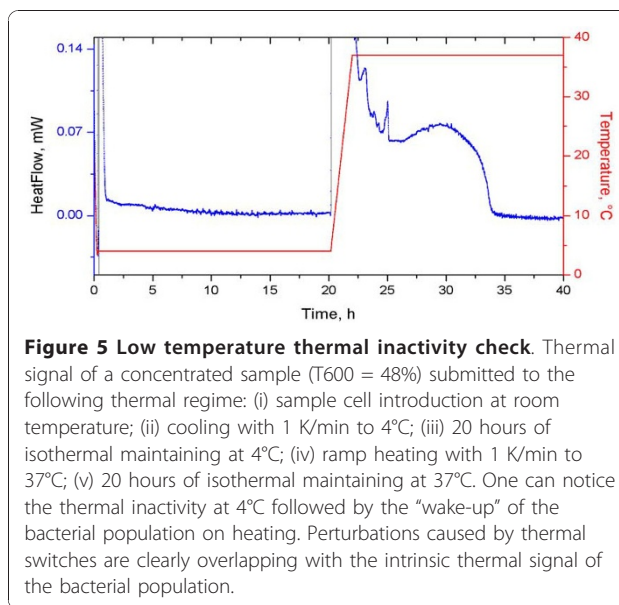 0.14
0.07
0.00
HeatFlow, mW
40
30
20
10
0
Temperature, °C
0 5 10 15 20 25 30 35 40
Time, h
Figure 5 Low temperature thermal inactivity check. Thermal
signal of a concentrated sample (T600 = 48%) submitted to the
following thermal regime: (i) sample cell introduction at room
temperature; (ii) cooling with 1 K/min to 4°C; (iii) 20 hours of
isothermal maintaining at 4°C; (iv) ramp heating with 1 K/min to
37°C; (v) 20 hours of isothermal maintaining at 37°C. One can notice
the thermal inactivity at 4°C followed by the “wake-up” of the
bacterial population on heating. Perturbations caused by thermal
switches are clearly overlapping with the intrinsic thermal signal of
the bacterial population.